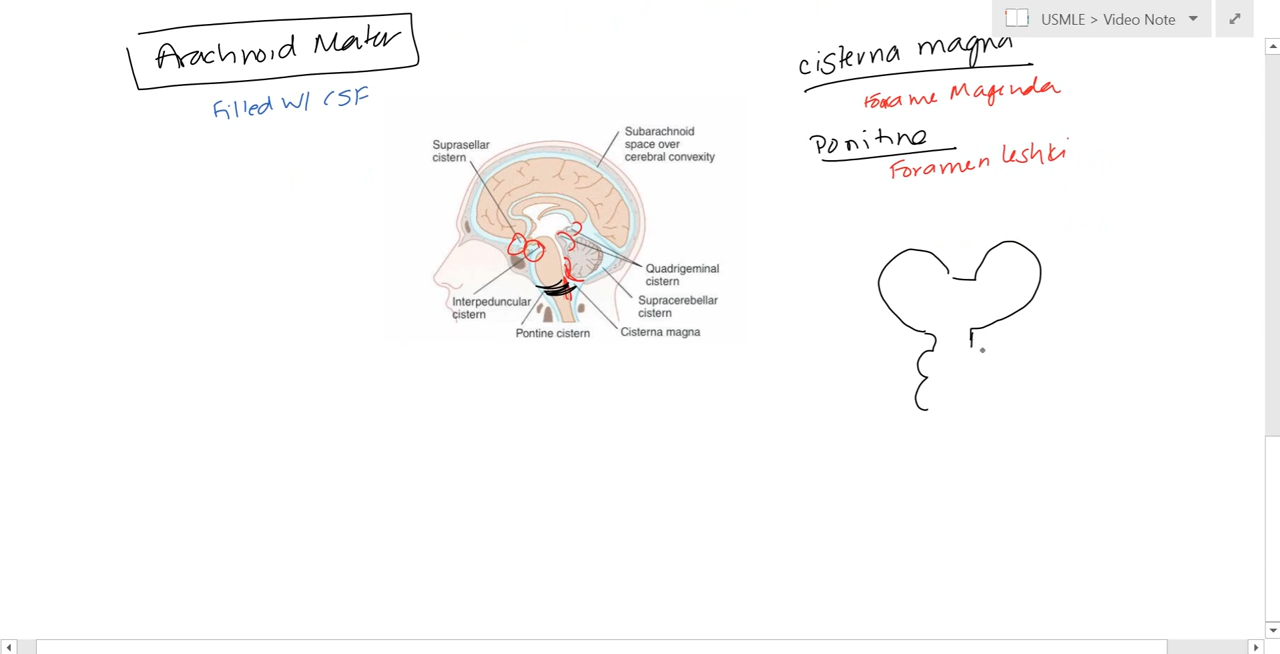 USMLE > Video Note
Arachnoid Mater
Filled w/ CSF
cisterna magna
Forame Magenda
Ponitine
Foramen leshki
Suprasellar
cistern
Subarachnoid
space over
cerebral convexity
Quadrigeminal
cistern
Interpeduncular
cistern
Supracerebellar
cistern
Pontine cistern
Cisterna magna